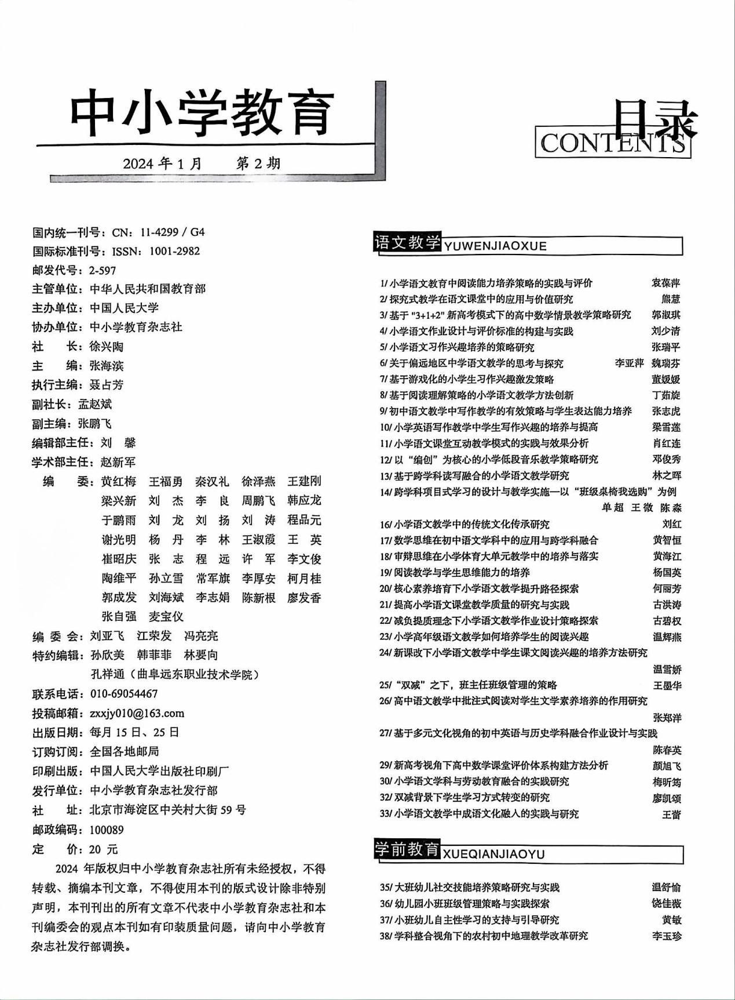 中小学教育
2024 年 1 月 第 2 期
目录
CONTENTS
国内统一刊号：CN：11-4299 / G4
国际标准刊号：ISSN：1001-2982
邮发代号：2-597
主管单位：中华人民共和国教育部
主办单位：中国人民大学
协办单位：中小学教育杂志社
社 长：徐兴陶
主 编：张海滨
执行主编：聂占芳
副社长：孟赵斌
副主编：张鹏飞
编辑部主任：刘 馨
学术部主任：赵新军
编 委：黄红梅 王福勇 秦汉礼 徐泽燕 王建刚
梁兴新 刘 杰 李 良 周鹏飞 韩应龙
于鹏雨 刘 龙 刘 扬 刘 涛 程品元
谢光明 杨 丹 李 林 王淑霞 王 英
崔昭庆 张 志 程 远 许 军 李文俊
陶维平 孙立雪 常军旗 李厚安 柯月桂
郭成发 刘海斌 李志娟 陈新根 廖发香
张自强 麦宝仪
编 委 会：刘亚飞 江荣发 冯亮亮
特约编辑：孙欣美 韩菲菲 林要向
孔祥通（曲阜远东职业技术学院）
联系电话：010-69054467
投稿邮箱：zxxjy010@163.com
出版日期：每月 15 日、25 日
订购订阅：全国各地邮局
印刷出版：中国人民大学出版社印刷厂
发行单位：中小学教育杂志社发行部
社 址：北京市海淀区中关村大街 59 号
邮政编码：100089
定 价：20 元
2024 年版权归中小学教育杂志社所有未经授权，不得
转载、摘编本刊文章，不得使用本刊的版式设计除非特别
声明，本刊刊出的所有文章不代表中小学教育杂志社和本
刊编委会的观点本刊如有印装质量问题，请向中小学教育
杂志社发行部调换。
语文教学 YUWENJIAOXUE
1/ 小学语文教育中阅读能力培养策略的实践与评价 袁葆萍
2/ 探究式教学在语文课堂中的应用与价值研究 熊慧
3/ 基于 "3+1+2" 新高考模式下的高中数学情景教学策略研究 郭淑琪
4/ 小学语文作业设计与评价标准的构建与实践 刘少清
5/ 小学语文习作兴趣培养的策略研究 张瑞平
6/ 关于偏远地区中学语文教学的思考与探究 李亚萍 魏瑞芬
7/ 基于游戏化的小学生习作兴趣激发策略 董媛媛
8/ 基于阅读理解策略的小学语文教学方法创新 丁茹旋
9/ 初中语文教学中写作教学的有效策略与学生表达能力培养 张志虎
10/ 小学英语写作教学中学生写作兴趣的培养与提高 梁雪莲
11/ 小学语文课堂互动教学模式的实践与效果分析 肖红连
12/ 以“编创”为核心的小学低段音乐教学策略研究 邓俊秀
13/ 基于跨学科读写融合的小学语文教学研究 林之晖
14/ 跨学科项目式学习的设计与教学实施—以“班级桌椅我选购”为例
单超 王微 陈淼
16/ 小学语文教学中的传统文化传承研究 刘红
17/ 数学思维在初中语文学科中的应用与跨学科融合 黄智恒
18/ 审辩思维在小学体育大单元教学中的培养与落实 黄海江
19/ 阅读教学与学生思维能力的培养 杨国英
20/ 核心素养培育下小学语文教学提升路径探索 何丽芳
21/ 提高小学语文课堂教学质量的研究与实践 古洪涛
22/ 减负提质理念下小学语文教学作业设计策略探索 古碧权
23/ 小学高年级语文教学如何培养学生的阅读兴趣 温辉燕
24/ 新课改下小学语文教学中学生课文阅读兴趣的培养方法研究
温雪娇
25/ “双减”之下，班主任班级管理的策略 王墨华
26/ 高中语文教学中批注式阅读对学生文学素养培养的作用研究
张郑洋
27/ 基于多元文化视角的初中英语与历史学科融合作业设计与实践
陈春英
29/ 新高考视角下高中数学课堂评价体系构建方法分析 颜旭飞
30/ 小学语文学科与劳动教育融合的实践研究 梅昕筠
32/ 双减背景下学生学习方式转变的研究 廖凯颂
33/ 小学语文教学中成语文化融入的实践与研究 王蕾
学前教育 XUEQIANJIAOYU
35/ 大班幼儿社交技能培养策略研究与实践 温舒愉
36/ 幼儿园小班班级管理策略与实践探索 饶佳薇
37/ 小班幼儿自主性学习的支持与引导研究 黄敏
38/ 学科整合视角下的农村初中地理教学改革研究 李玉珍